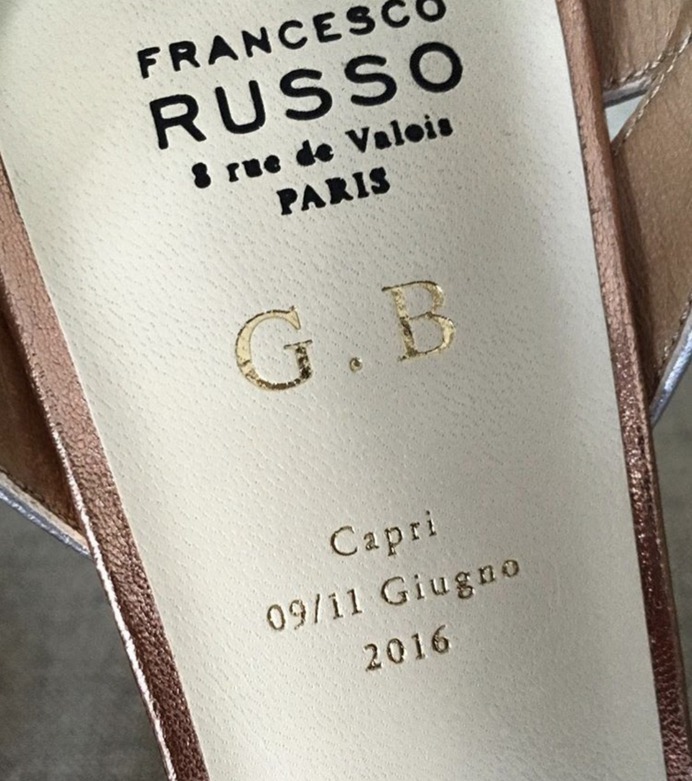 FRANCESCO
RUSSO
8 rue de Valois
PARIS
G.B
Capri
09/11 Giugno
2016